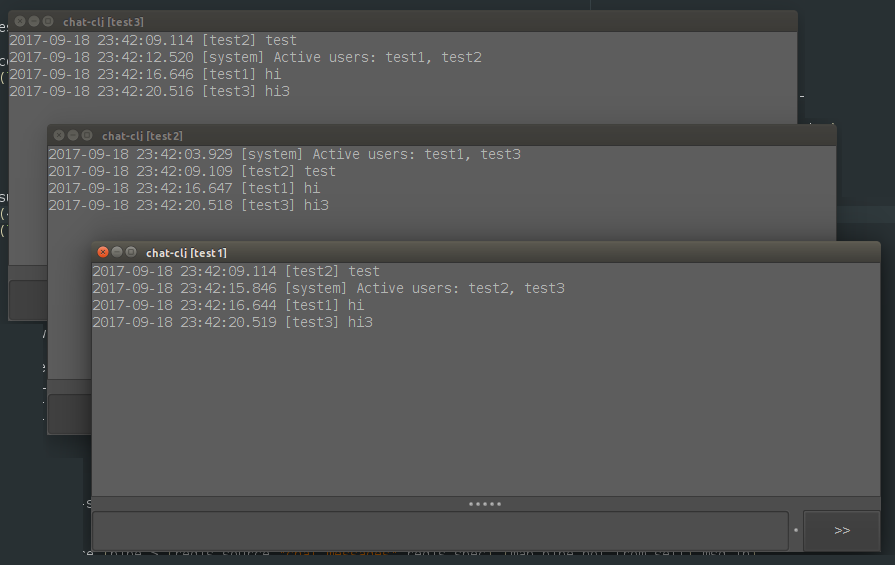 chat-clj [test3]
2017-09-18 23:42:09.114 [test2] test
2017-09-18 23:42:12.520 [system] Active users: test1, test2
2017-09-18 23:42:16.646 [test1] hi
2017-09-18 23:42:20.516 [test3] hi3
chat-clj [test2]
2017-09-18 23:42:03.929 [system] Active users: test1, test3
2017-09-18 23:42:09.109 [test2] test
2017-09-18 23:42:16.647 [test1] hi
2017-09-18 23:42:20.518 [test3] hi3
chat-clj [test1]
2017-09-18 23:42:09.114 [test2] test
2017-09-18 23:42:15.846 [system] Active users: test2, test3
2017-09-18 23:42:16.644 [test1] hi
2017-09-18 23:42:20.519 [test3] hi3
>>